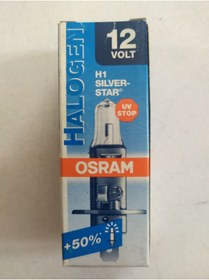 HALOGEN
12
VOLT
H1
SILVER-
STAR®
UV
STOP
OSRAM
+50%